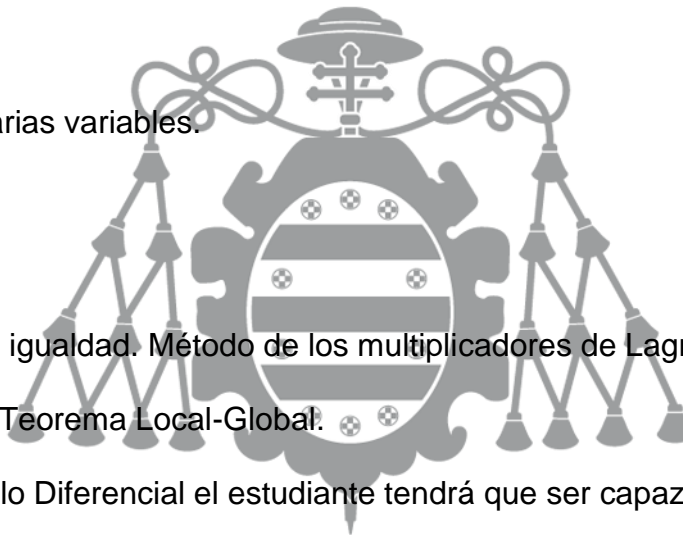 arias variables.
igualdad. Método de los multiplicadores de Lagr
Teorema Local-Global.
lo Diferencial el estudiante tendrá que ser capaz